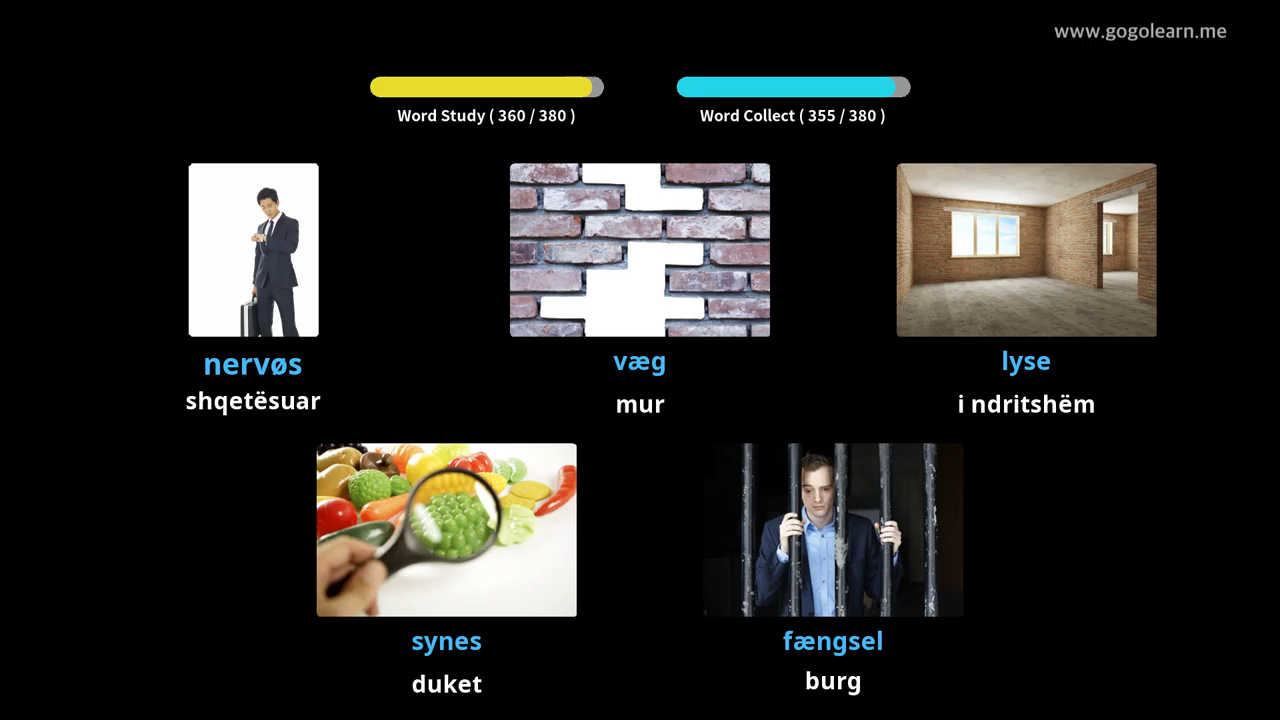 www.gogolearn.me
Word Study ( 360 / 380 )
Word Collect ( 355 / 380 )
nervøs
shqetësuar
væg
mur
lyse
i ndritshëm
synes
duket
fængsel
burg